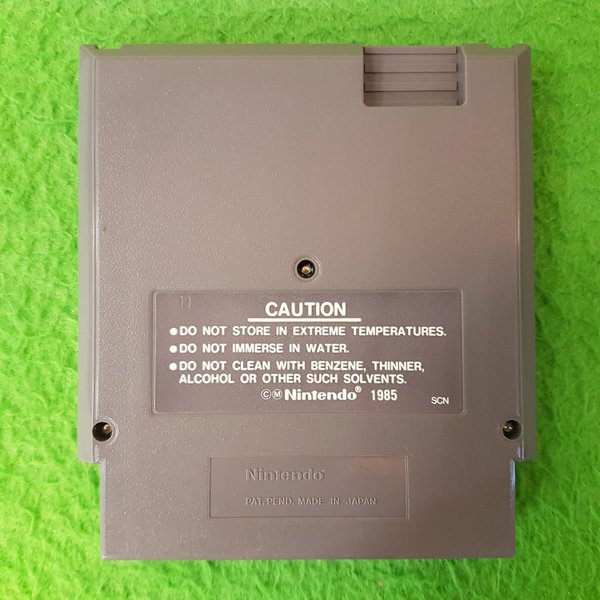 11
CAUTION
●DO NOT STORE IN EXTREME TEMPERATURES.
●DO NOT IMMERSE IN WATER.
●DO NOT CLEAN WITH BENZENE, THINNER,
ALCOHOL OR OTHER SUCH SOLVENTS.
©Ⓜ Nintendo® 1985
SCN
Nintendo®
PAT. PEND. MADE IN JAPAN